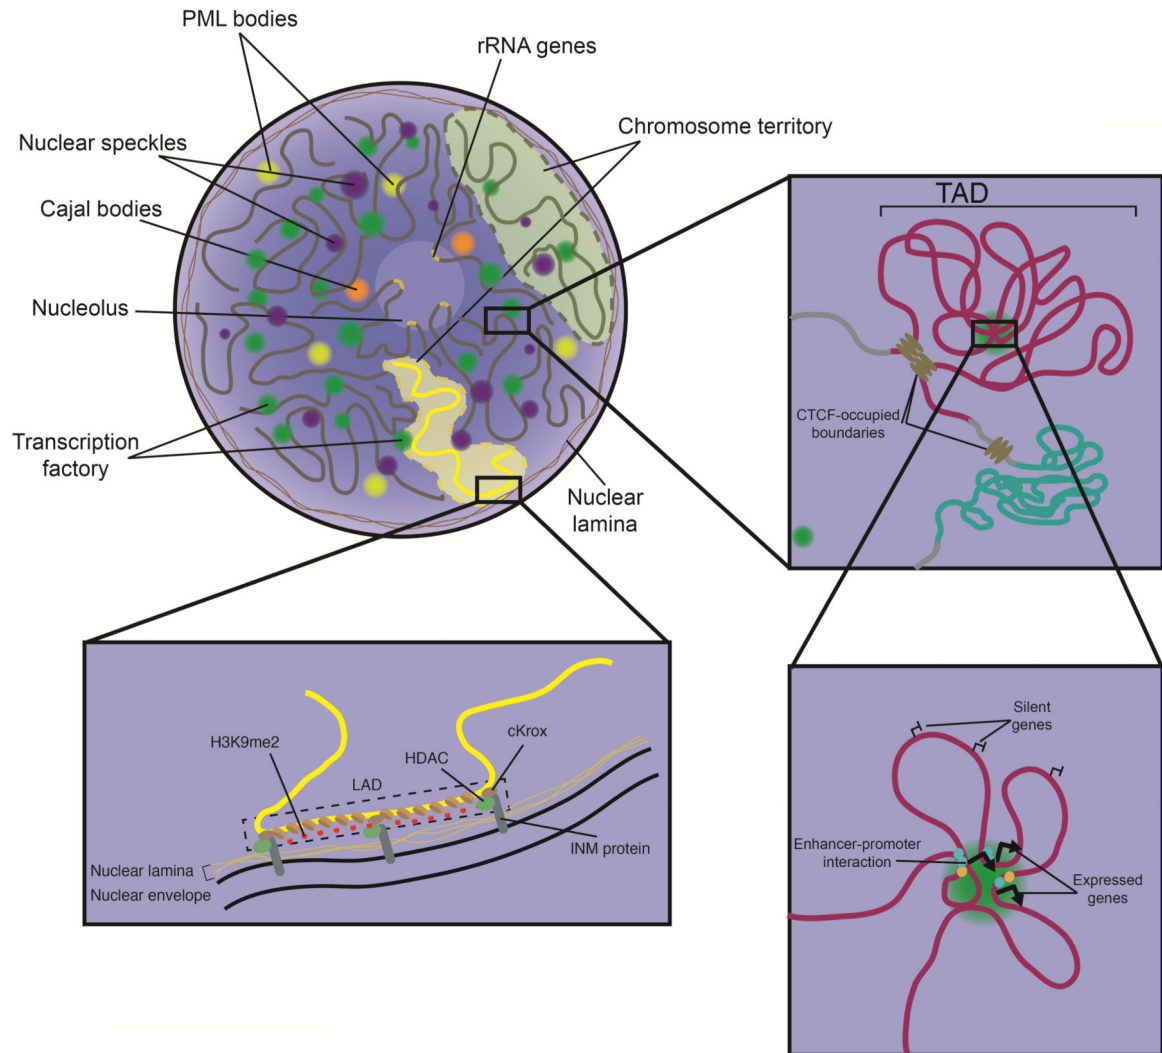 PML bodies
rRNA genes
Chromosome territory
Nuclear speckles
Cajal bodies
Nucleolus
Transcription
factory
Nuclear
lamina
TAD
CTCF-occupied
boundaries
H3K9me2
LAD
HDAC
cKrox
INM protein
Nuclear lamina
Nuclear envelope
Silent
genes
Enhancer-promoter
interaction
Expressed
genes